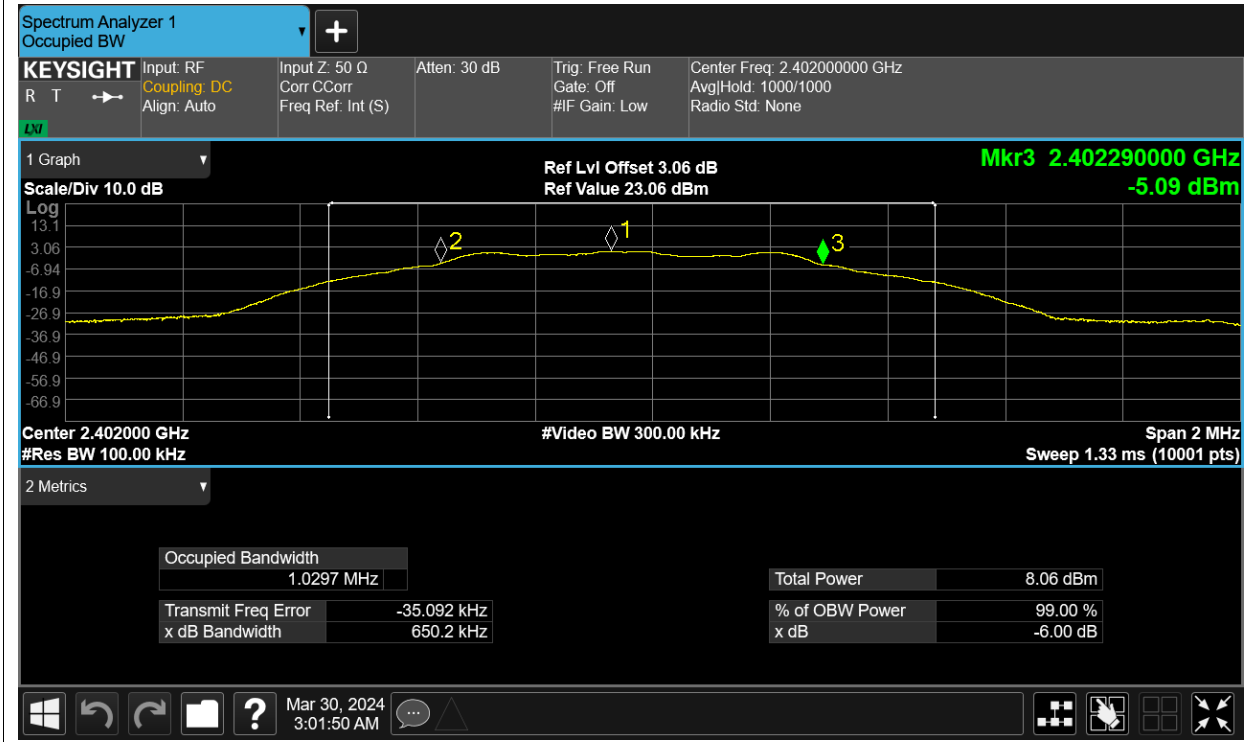 Spectrum Analyzer 1
Occupied BW
KEYSIGHT
R T
LXI
Input: RF
Coupling: DC
Align: Auto
Input Z: 50 Ω
Corr CCorr
Freq Ref: Int (S)
Atten: 30 dB
Trig: Free Run
Gate: Off
#IF Gain: Low
Center Freq: 2.402000000 GHz
Avg|Hold: 1000/1000
Radio Std: None
1 Graph
Scale/Div 10.0 dB
Ref Lvl Offset 3.06 dB
Ref Value 23.06 dBm
Mkr3 2.402290000 GHz
-5.09 dBm
Log
13.1
3.06
-6.94
-16.9
-26.9
-36.9
-46.9
-56.9
-66.9
2
1
3
Center 2.402000 GHz
#Video BW 300.00 kHz
Span 2 MHz
#Res BW 100.00 kHz
Sweep 1.33 ms (10001 pts)
2 Metrics
Occupied Bandwidth
1.0297 MHz
Total Power 8.06 dBm
Transmit Freq Error -35.092 kHz
% of OBW Power 99.00 %
x dB Bandwidth 650.2 kHz
x dB -6.00 dB
?
Mar 30, 2024
3:01:50 AM